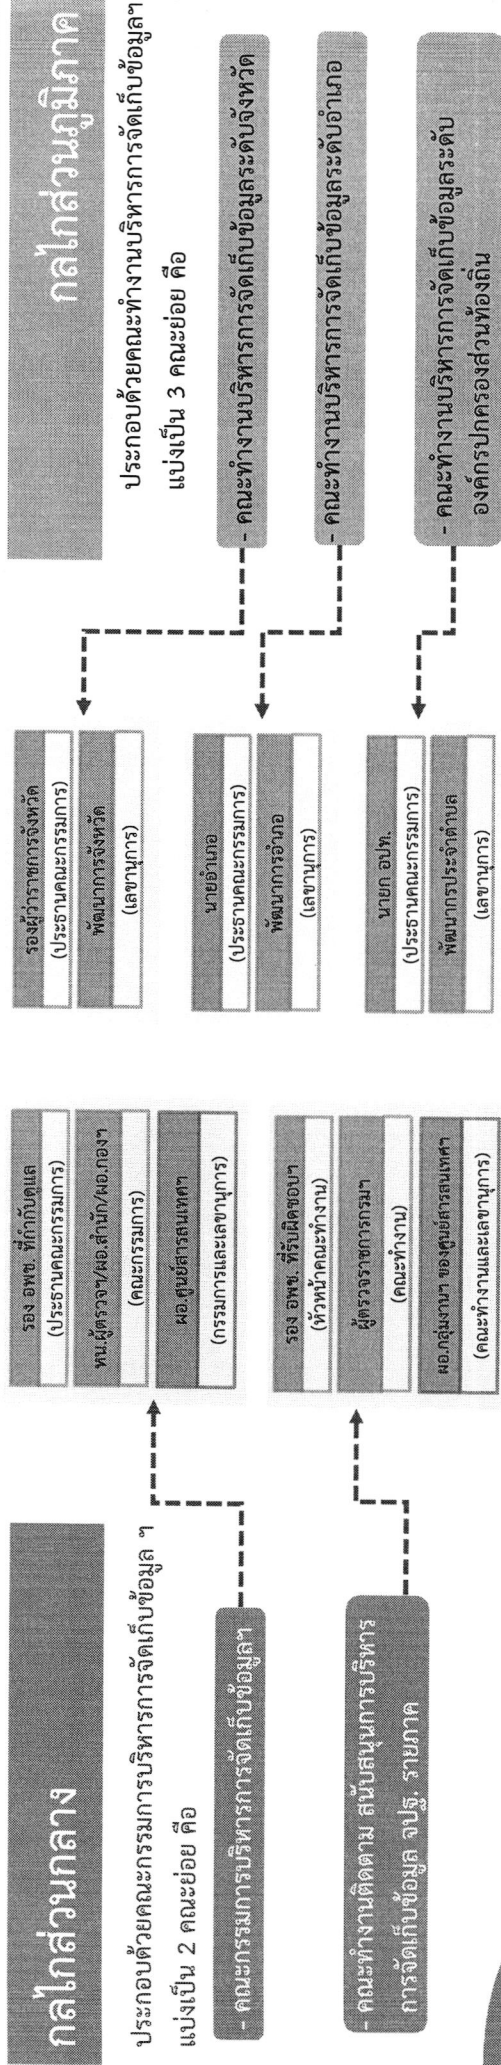 กลไกส่วนกลาง
ประกอบด้วยคณะกรรมการบริหารการจัดเก็บข้อมูล ฯ
แบ่งเป็น 2 คณะย่อย คือ
- คณะกรรมการบริหารการจัดเก็บข้อมูลฯ
- คณะทำงานติดตาม สนับสนุนการบริหาร
การจัดเก็บข้อมูล จปฐ. รายภาค
รอง อพช. ที่กำกับดูแล
(ประธานคณะกรรมการ)
หน.ผู้ตรวจฯ/ผอ.สำนัก/ผอ.กองฯ
(คณะกรรมการ)
ผอ.ศูนย์สารสนเทศฯ
(กรรมการและเลขานุการ)
รอง อพช. ที่รับผิดชอบฯ
(หัวหน้าคณะทำงาน)
ผู้ตรวจราชการกรมฯ
(คณะทำงาน)
ผอ.กลุ่มงานฯ ของศูนย์สารสนเทศฯ
(คณะทำงานและเลขานุการ)
กลไกส่วนภูมิภาค
ประกอบด้วยคณะทำงานบริหารการจัดเก็บข้อมูลฯ
แบ่งเป็น 3 คณะย่อย คือ
- คณะทำงานบริหารการจัดเก็บข้อมูลระดับจังหวัด
- คณะทำงานบริหารการจัดเก็บข้อมูลระดับอำเภอ
- คณะทำงานบริหารการจัดเก็บข้อมูลระดับ
องค์กรปกครองส่วนท้องถิ่น
รองผู้ว่าราชการจังหวัด
(ประธานคณะกรรมการ)
พัฒนาการจังหวัด
(เลขานุการ)
นายอำเภอ
(ประธานคณะกรรมการ)
พัฒนาการอำเภอ
(เลขานุการ)
นายก อปท.
(ประธานคณะกรรมการ)
พัฒนากรประจำตำบล
(เลขานุการ)